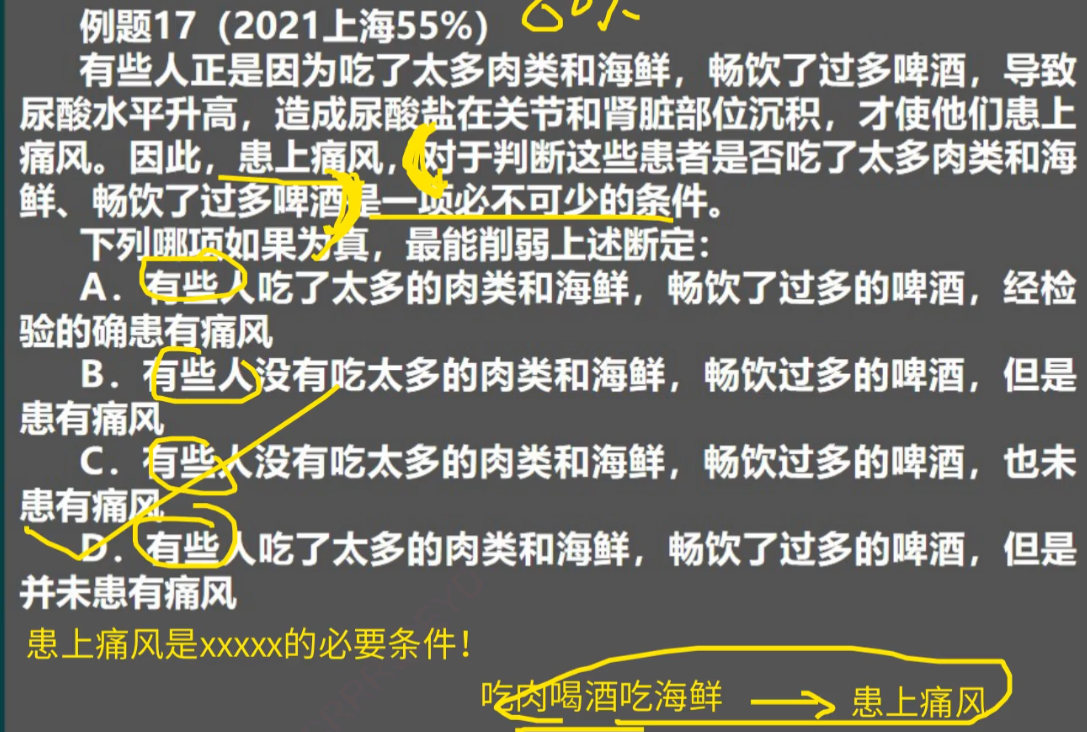 例题17（2021上海55%）
80%
有些人正是因为吃了太多肉类和海鲜，畅饮了过多啤酒，导致
尿酸水平升高，造成尿酸盐在关节和肾脏部位沉积，才使他们患上
痛风。因此，患上痛风，对于判断这些患者是否吃了太多肉类和海
鲜、畅饮了过多啤酒是一项必不可少的条件。
下列哪项如果为真，最能削弱上述断定：
A．有些人吃了太多的肉类和海鲜，畅饮了过多的啤酒，经检
验的确患有痛风
B．有些人没有吃太多的肉类和海鲜，畅饮过多的啤酒，但是
患有痛风
C．有些人没有吃太多的肉类和海鲜，畅饮过多的啤酒，也未
患有痛风
D．有些人吃了太多的肉类和海鲜，畅饮了过多的啤酒，但是
并未患有痛风
患上痛风是xxxxx的必要条件！
吃肉喝酒吃海鲜 → 患上痛风